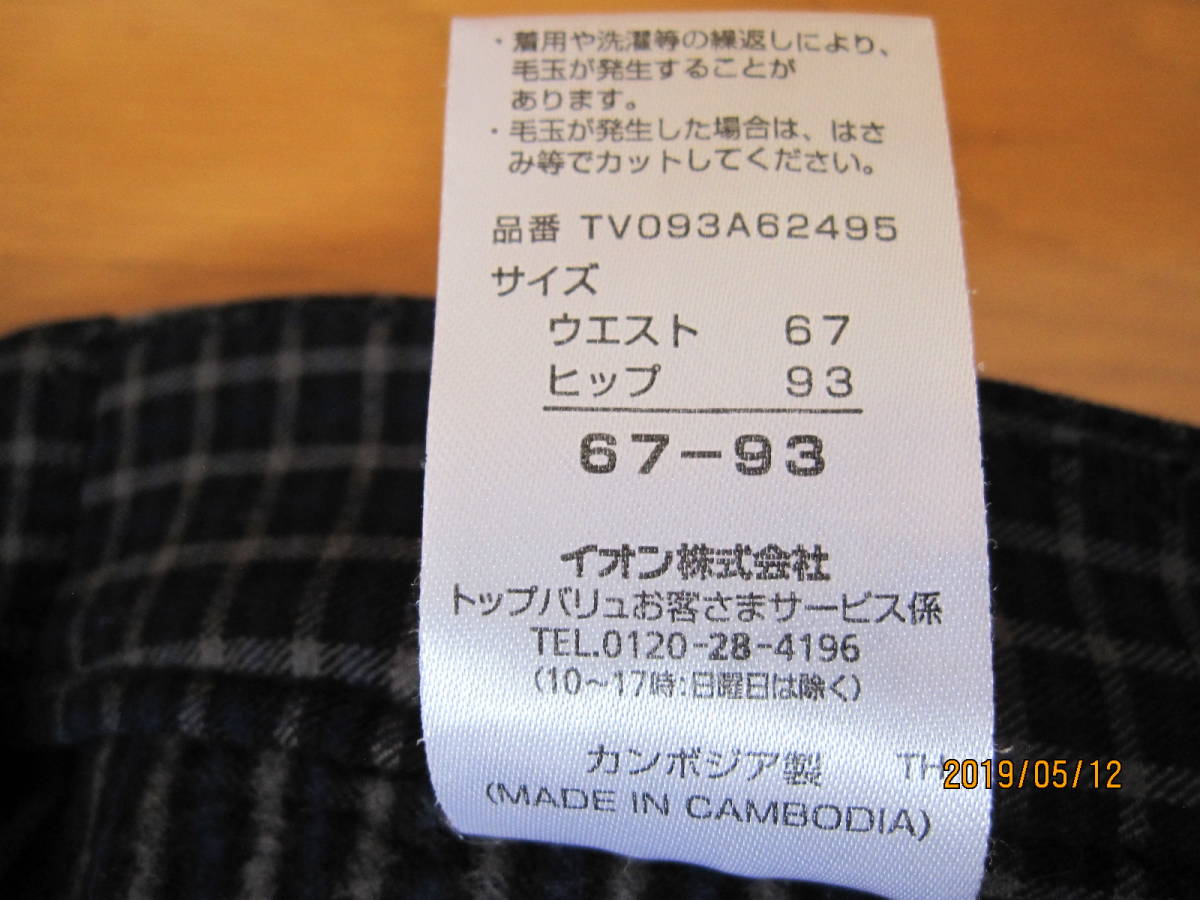 ・着用や洗濯等の繰返しにより、
毛玉が発生することが
あります。
・毛玉が発生した場合は、はさ
み等でカットしてください。
品番 TV093A62495
サイズ
ウエスト 67
ヒップ 93
67-93
イオン株式会社
トップバリュお客さまサービス係
TEL.0120-28-4196
(10~17時:日曜日は除く)
カンボジア製 TH
(MADE IN CAMBODIA)
2019/05/12